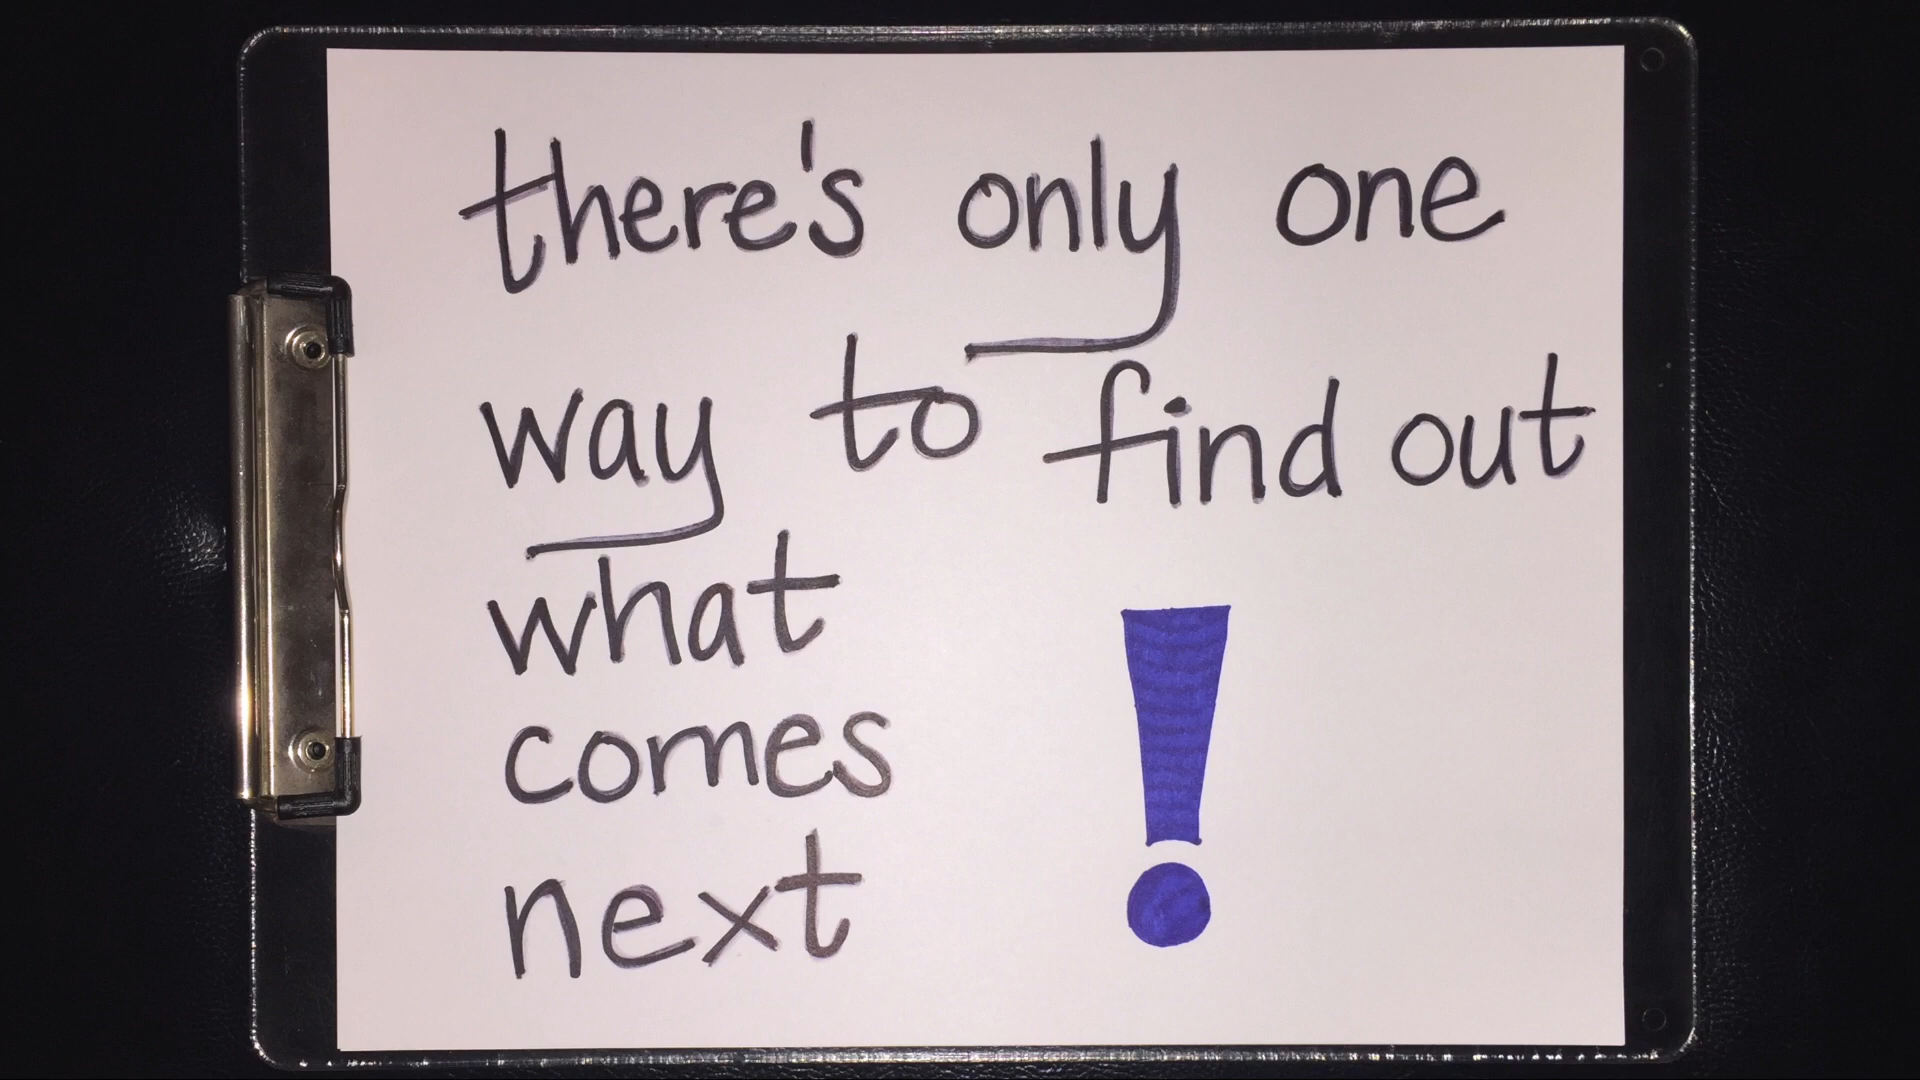 there's only one
way to find out
what
comes
next !